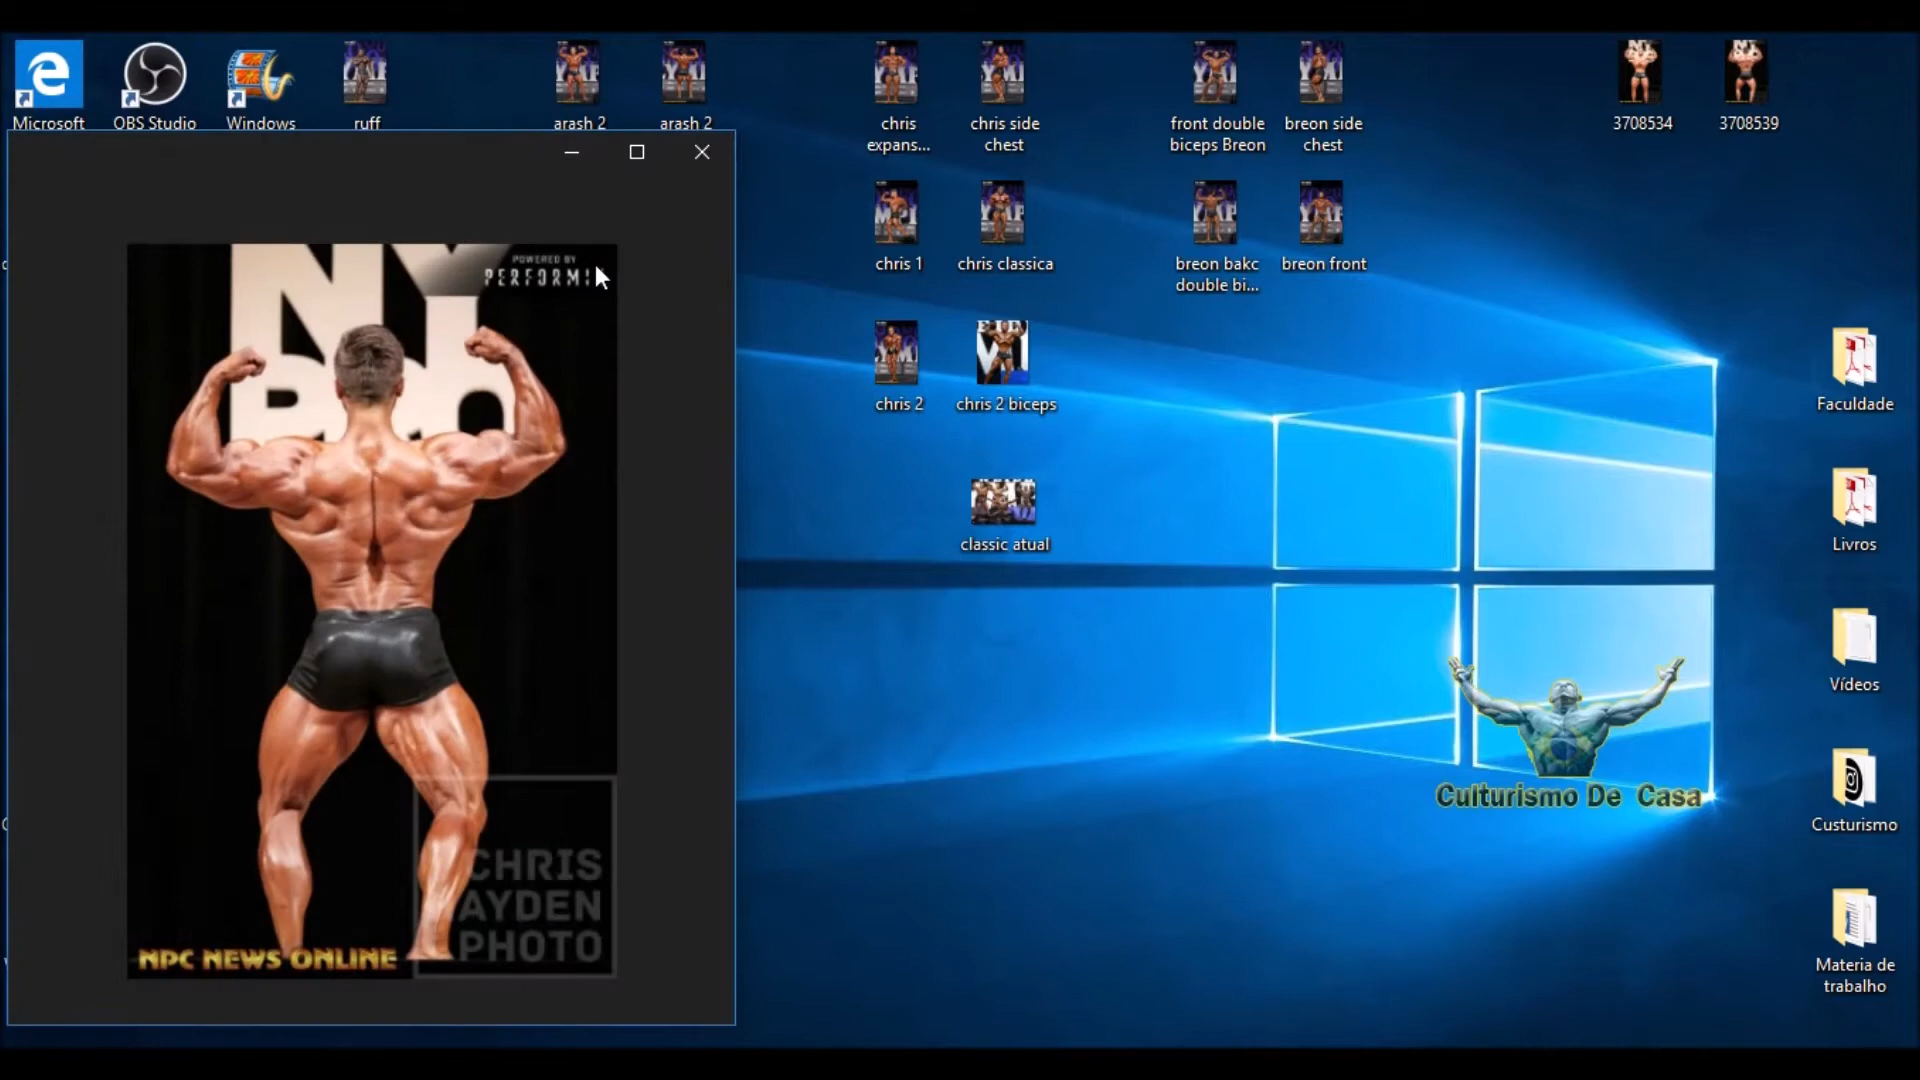 Microsoft
OBS Studio
Windows
ruff
arash 2
arash 2
chris
expans...
chris side
chest
front double
biceps Breon
breon side
chest
3708534
3708539
chris 1
chris classica
breon bakc
double bi...
breon front
chris 2
chris 2 biceps
classic atual
Faculdade
Livros
Vídeos
Custurismo
Materia de
trabalho
Culturismo De Casa
NY
PRO
POWERED BY
PERFORMI
CHRIS
AYDEN
PHOTO
NPC NEWS ONLINE